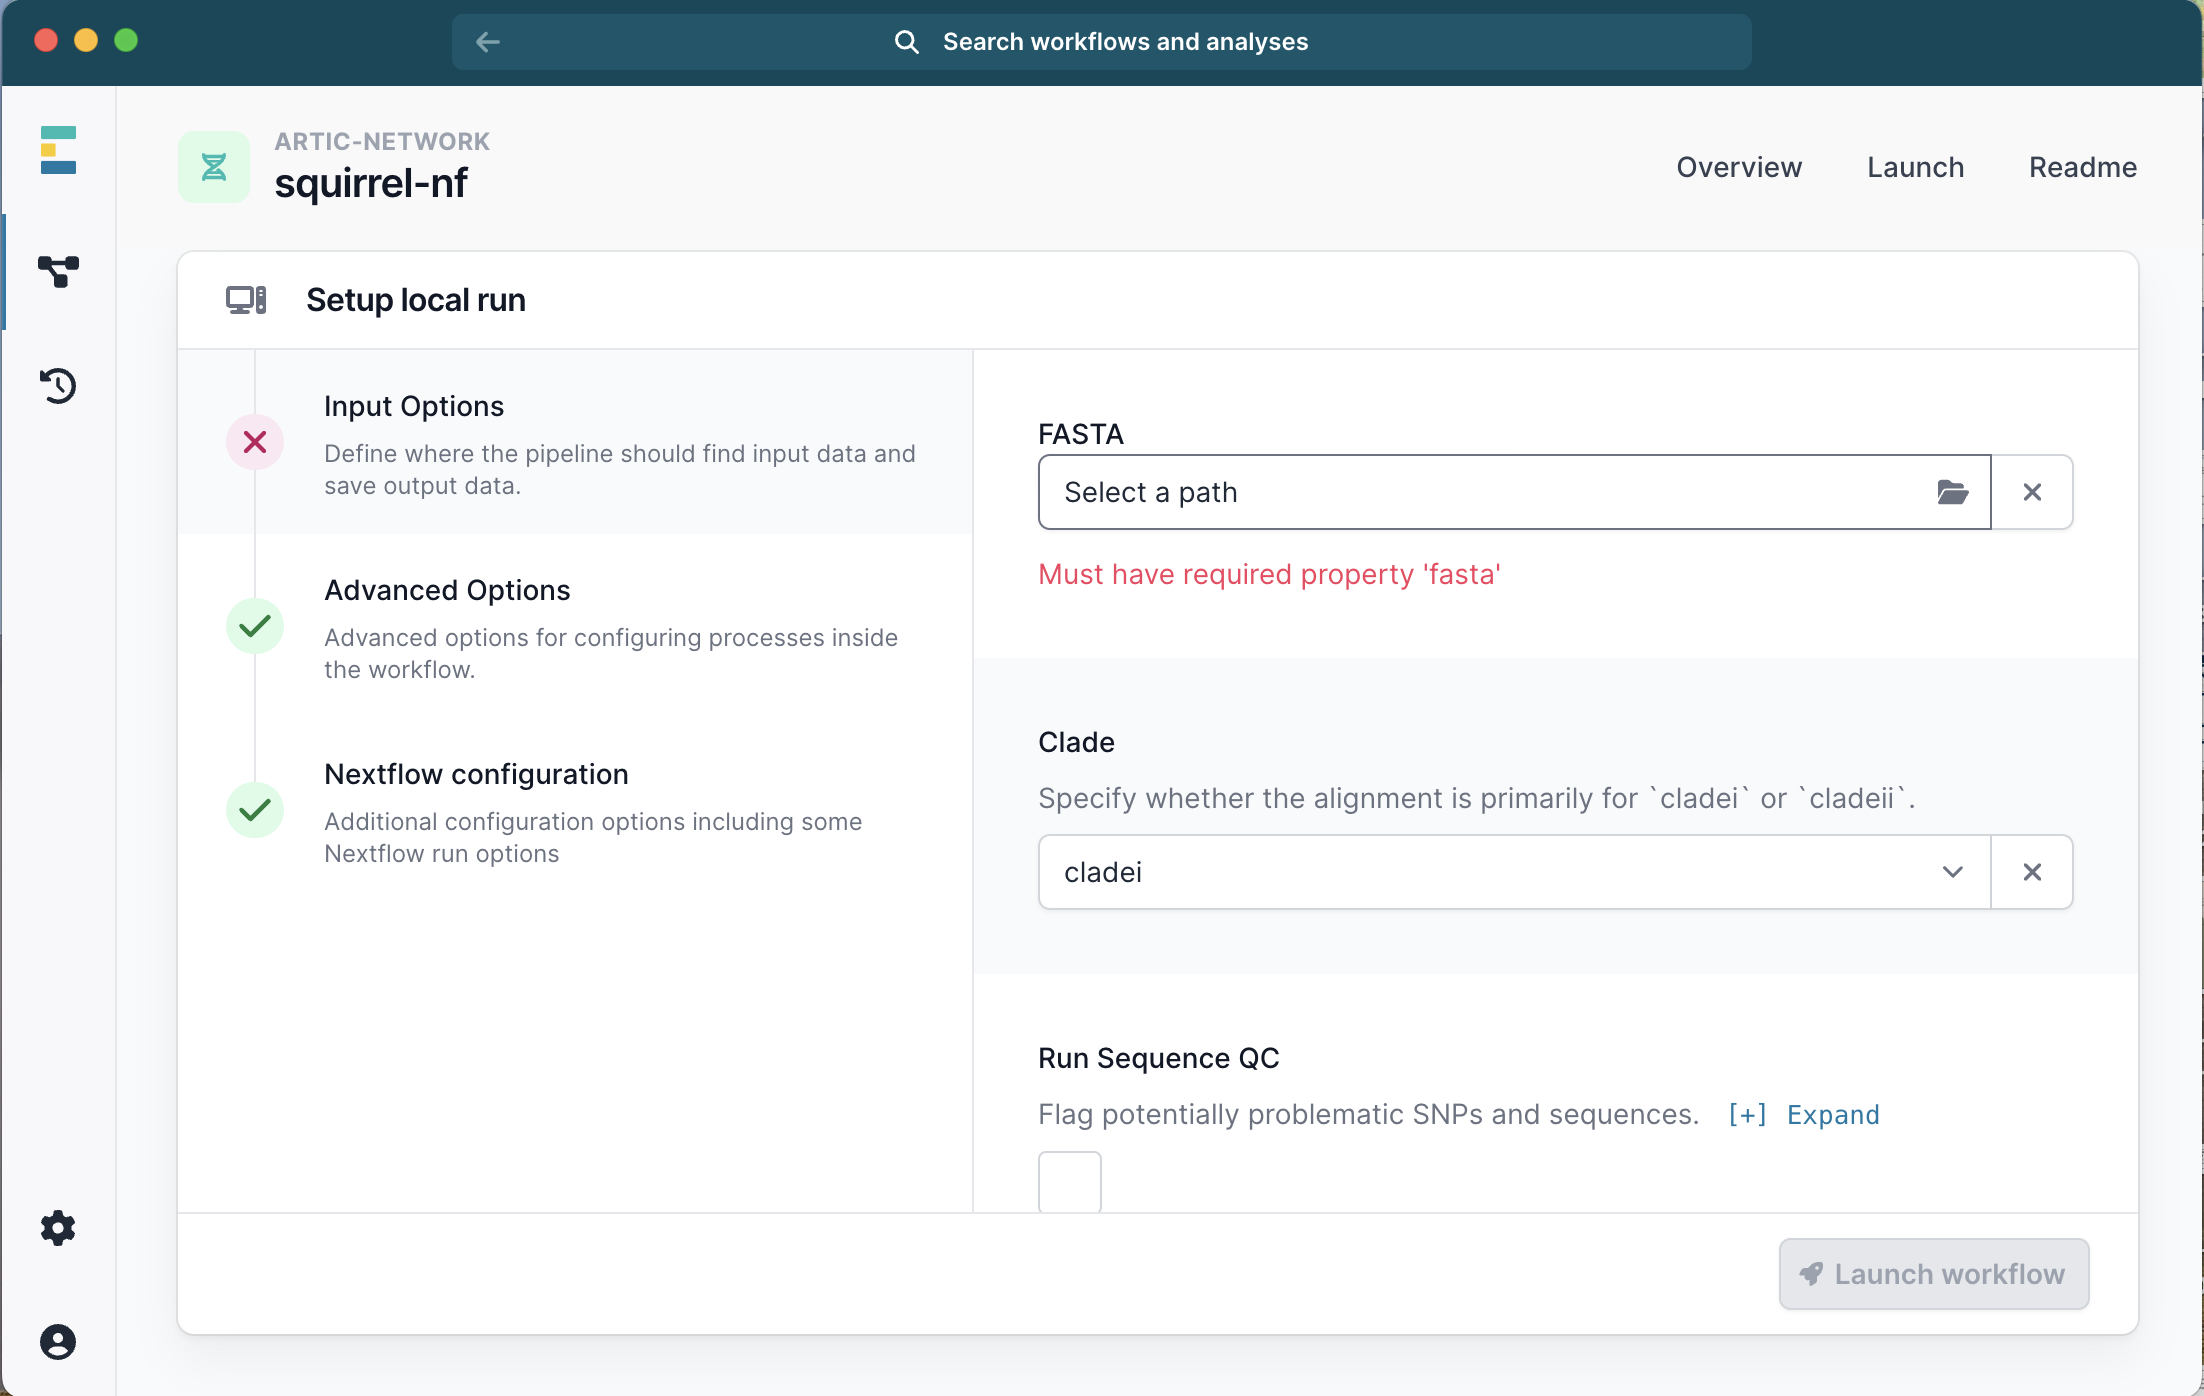 Search workflows and analyses
ARTIC-NETWORK
squirrel-nf
Overview
Launch
Readme
Setup local run
Input Options
Define where the pipeline should find input data and
save output data.
Advanced Options
Advanced options for configuring processes inside
the workflow.
Nextflow configuration
Additional configuration options including some
Nextflow run options
FASTA
Select a path
Must have required property 'fasta'
Clade
Specify whether the alignment is primarily for `cladei` or `cladeii`.
cladei
Run Sequence QC
Flag potentially problematic SNPs and sequences. [+] Expand
Launch workflow